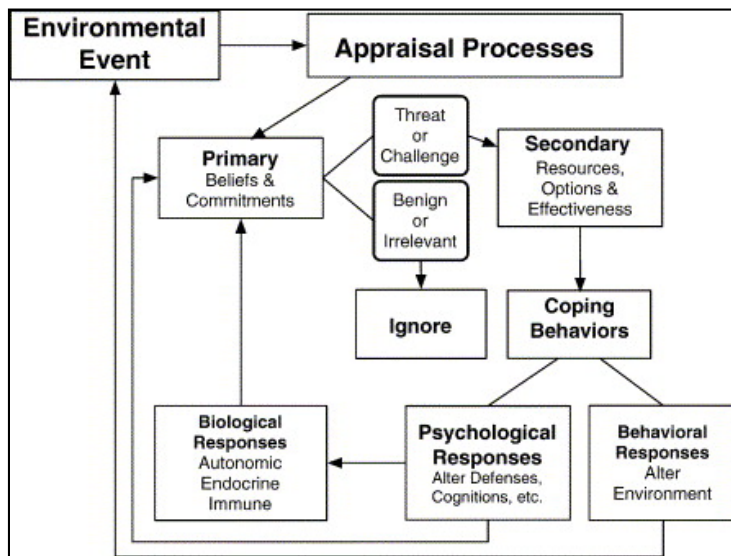 Environmental
Event
Appraisal Processes
Threat
or
Challenge
Primary
Beliefs &
Commitments
Secondary
Resources,
Options &
Effectiveness
Benign
or
Irrelevant
Ignore
Coping
Behaviors
Biological
Responses
Autonomic
Endocrine
Immune
Psychological
Responses
Alter Defenses,
Cognitions, etc.
Behavioral
Responses
Alter
Environment